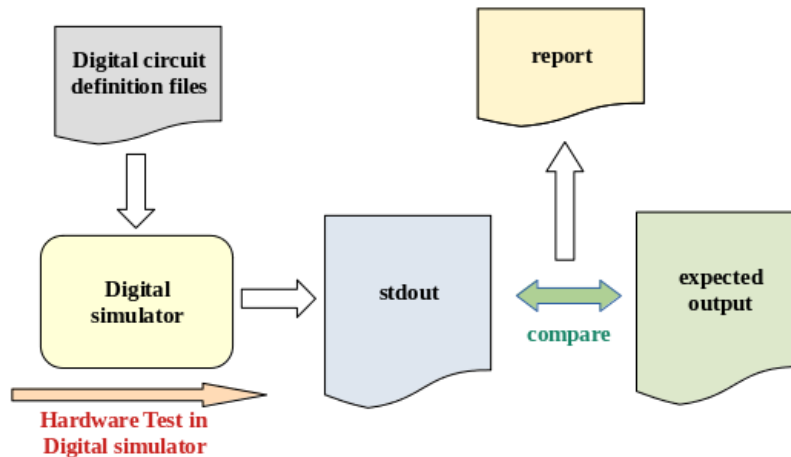 Digital circuit
definition files
report
Digital
simulator
stdout
expected
output
compare
Hardware Test in
Digital simulator